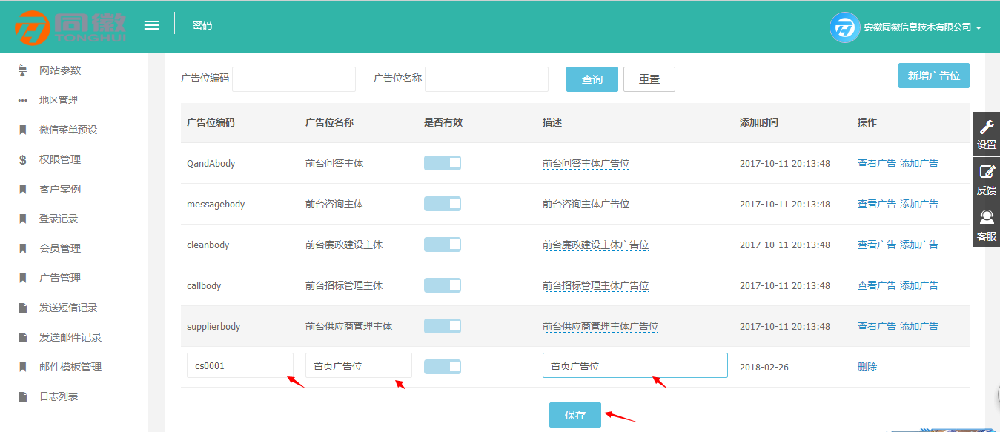 同徽
TONGHUI
密码
安徽同徽信息技术有限公司
网站参数
地区管理
微信菜单预设
权限管理
客户案例
登录记录
会员管理
广告管理
发送短信记录
发送邮件记录
邮件模板管理
日志列表
广告位编码 广告位名称 查询 重置 新增广告位
广告位编码 广告位名称 是否有效 描述 添加时间 操作
QandAbody 前台问答主体 前台问答主体广告位 2017-10-11 20:13:48 查看广告 添加广告
messagebody 前台咨询主体 前台咨询主体广告位 2017-10-11 20:13:48 查看广告 添加广告
cleanbody 前台廉政建设主体 前台廉政建设主体广告位 2017-10-11 20:13:48 查看广告 添加广告
callbody 前台招标管理主体 前台招标管理主体广告位 2017-10-11 20:13:48 查看广告 添加广告
supplierbody 前台供应商管理主体 前台供应商管理主体广告位 2017-10-11 20:13:48 查看广告 添加广告
cs0001 首页广告位 首页广告位 2018-02-26 删除
保存
设置
反馈
客服